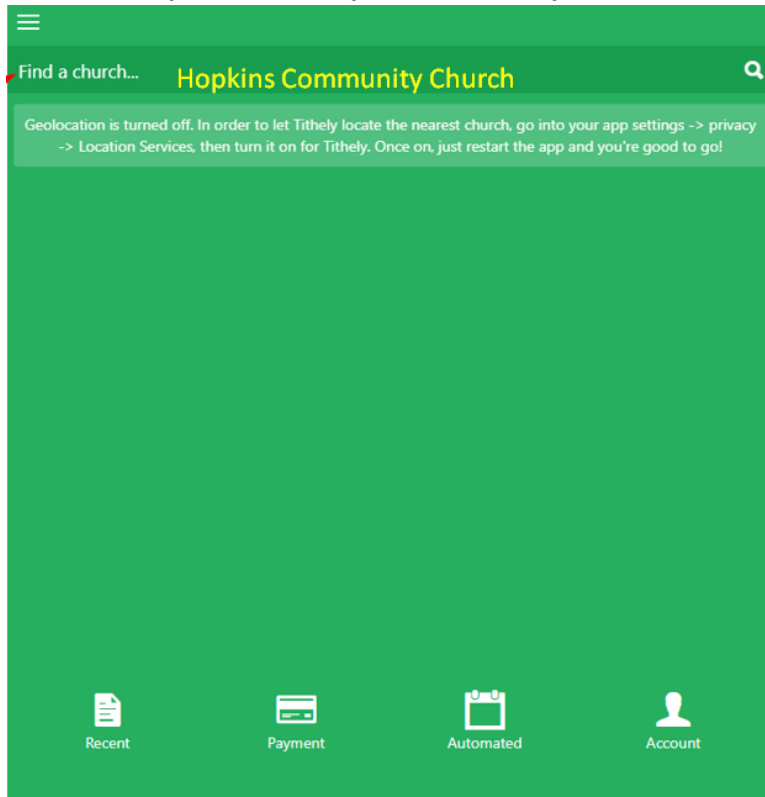 Find a church... Hopkins Community Church
Geolocation is turned off. In order to let Tithely locate the nearest church, go into your app settings -> privacy
-> Location Services, then turn it on for Tithely. Once on, just restart the app and you're good to go!
Recent Payment Automated Account